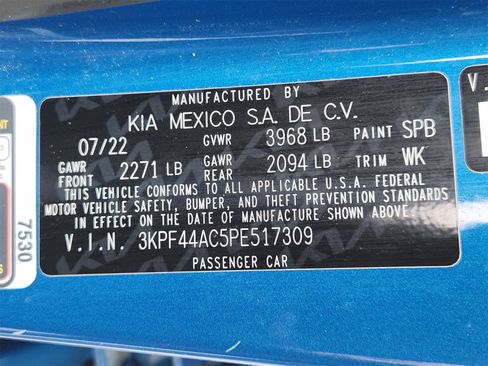 MANUFACTURED BY
KIA MEXICO S.A. DE C.V.
07/22 GVWR 3968 LB PAINT SPB
GAWR FRONT 2271 LB GAWR REAR 2094 LB TRIM WK
THIS VEHICLE CONFORMS TO ALL APPLICABLE U.S.A. FEDERAL
MOTOR VEHICLE SAFETY, BUMPER, AND THEFT PREVENTION STANDARDS
IN EFFECT ON THE DATE OF MANUFACTURE SHOWN ABOVE.
V.I.N. 3KPF44AC5PE517309
PASSENGER CAR
7530
V.